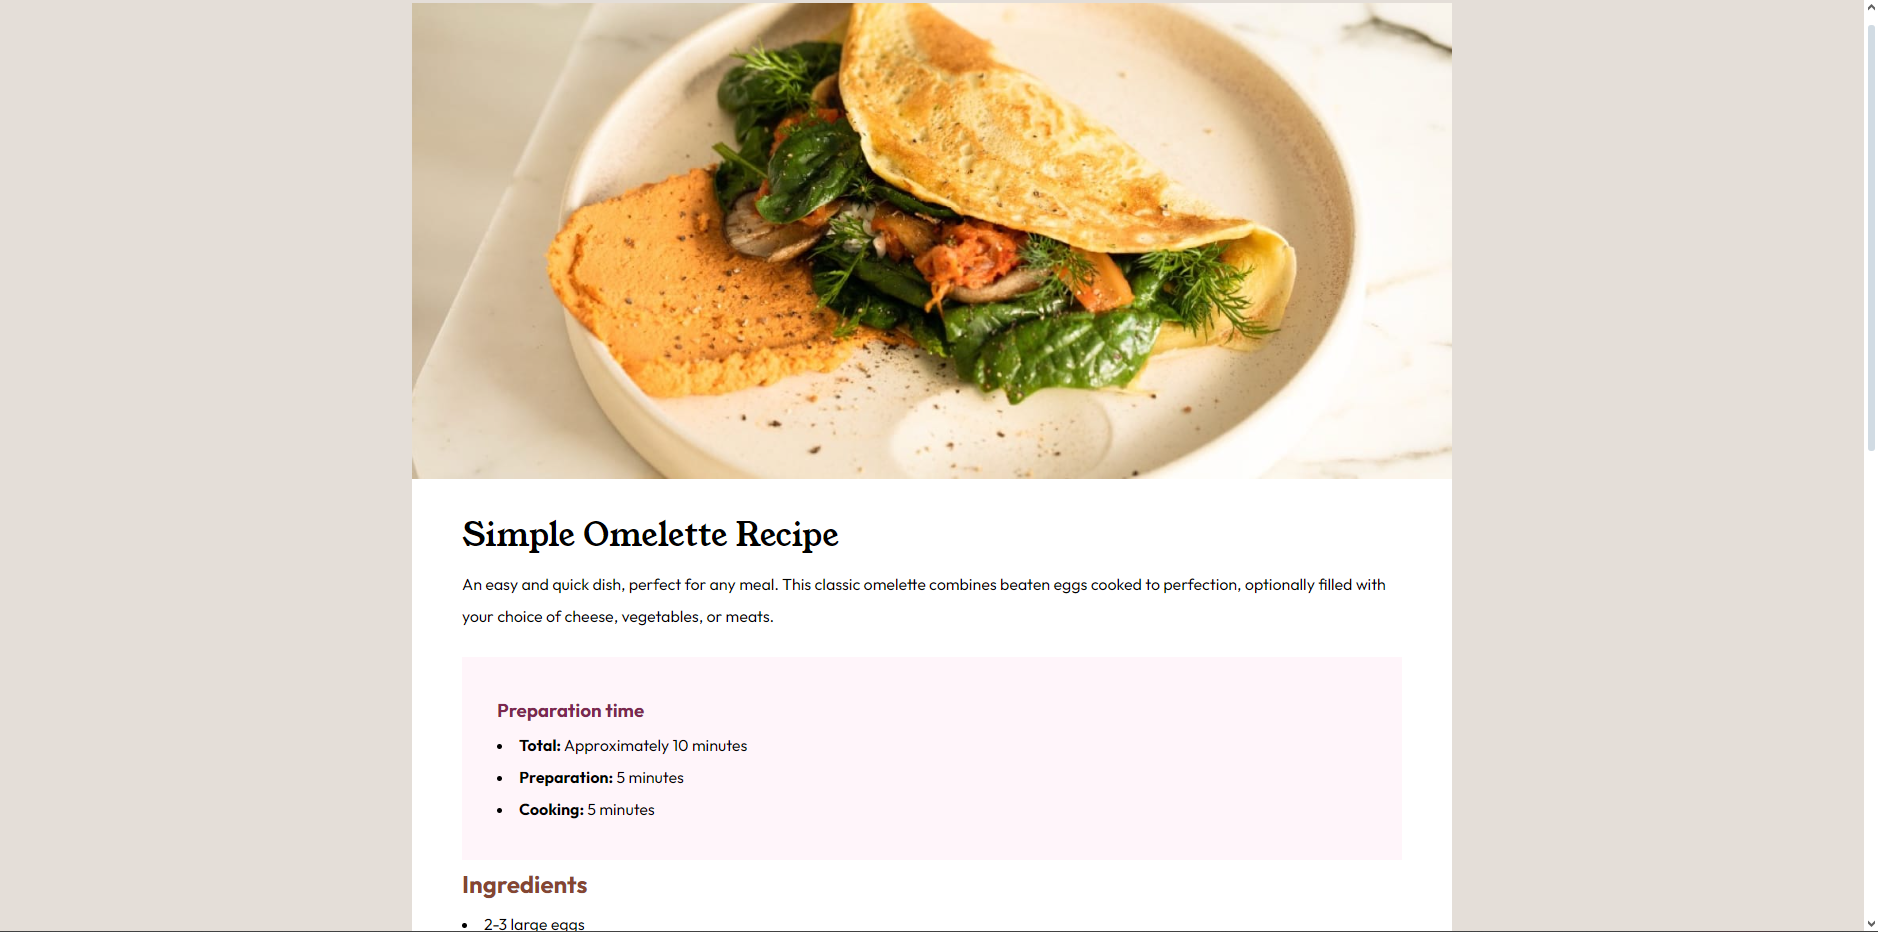 Simple Omelette Recipe
An easy and quick dish, perfect for any meal. This classic omelette combines beaten eggs cooked to perfection, optionally filled with
your choice of cheese, vegetables, or meats.
Preparation time
• Total: Approximately 10 minutes
• Preparation: 5 minutes
• Cooking: 5 minutes
Ingredients
• 2-3 large eggs